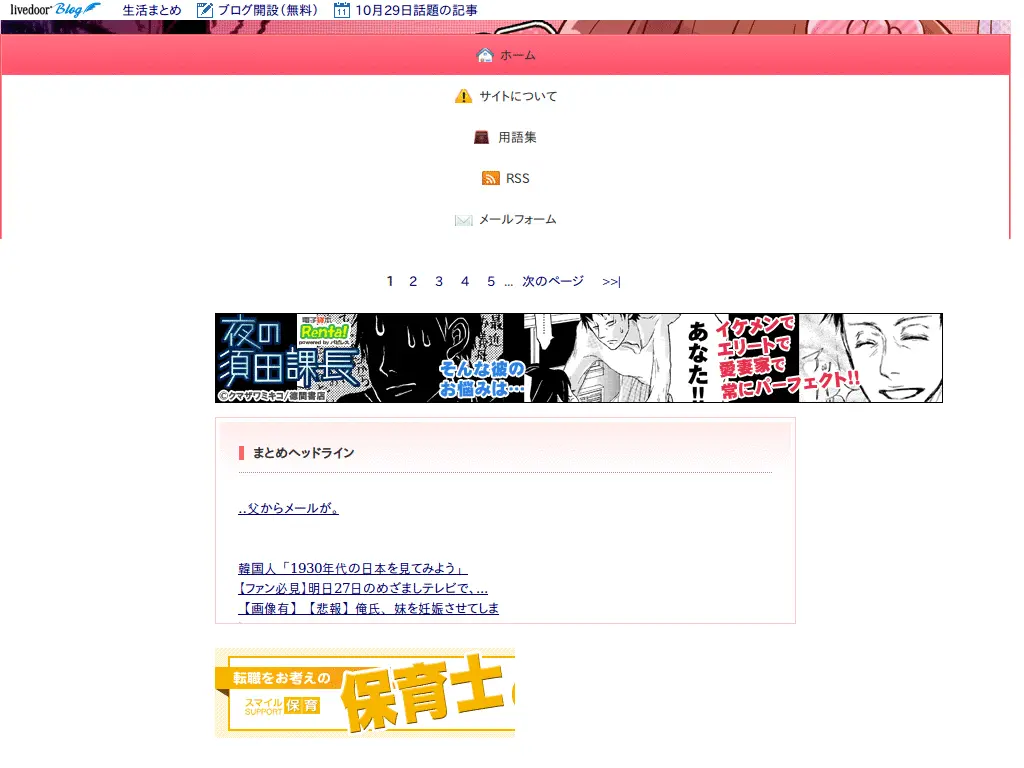 livedoor Blog 生活まとめ ブログ開設(無料) 11 10月29日話題の記事
ホーム
サイトについて
用語集
RSS
メールフォーム
1 2 3 4 5 ... 次のページ >>|
夜の
須田課長
電子貸本
Renta!
powered by パピレス
©クマザワミキコ/徳間書店
最近
そんな彼の
お悩みは…
あなた!!
イケメンで
エリートで
愛妻家で
常にパーフェクト!!
まとめヘッドライン
..父からメールが。
韓国人「1930年代の日本を見てみよう」
【ファン必見】明日27日のめざましテレビで、...
【画像有】【悲報】俺氏、妹を妊娠させてしま
転職をお考えの
スマイル
SUPPORT 保育
保育士